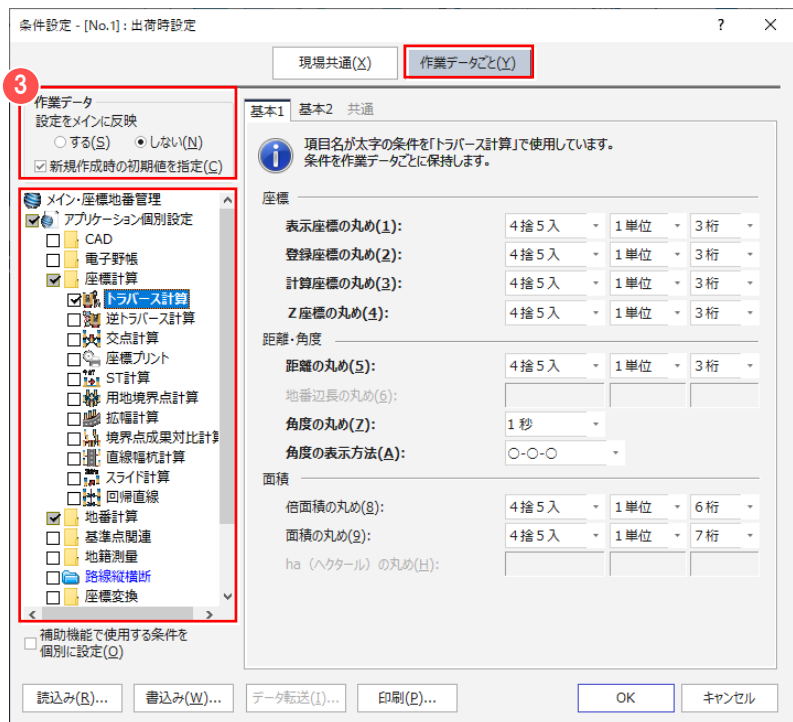 条件設定 - [No.1] : 出荷時設定
?
×
現場共通(X)
作業データごと(Y)
3
作業データ
設定をメインに反映
する(S)
しない(N)
新規作成時の初期値を指定(C)
メイン・座標地番管理
アプリケーション個別設定
CAD
電子野帳
座標計算
トラバース計算
逆トラバース計算
交点計算
座標プリント
ST計算
用地境界点計算
拡幅計算
境界点成果対比計算
直線幅杭計算
スライド計算
回帰直線
地番計算
基準点関連
地籍測量
路線縦横断
座標変換
補助機能で使用する条件を
個別に設定(O)
基本1 基本2 共通
項目名が太字の条件を「トラバース計算」で使用しています。
条件を作業データごとに保持します。
座標
表示座標の丸め(1): 4捨5入 1単位 3桁
登録座標の丸め(2): 4捨5入 1単位 3桁
計算座標の丸め(3): 4捨5入 1単位 3桁
Z座標の丸め(4): 4捨5入 1単位 3桁
距離・角度
距離の丸め(5): 4捨5入 1単位 3桁
地番辺長の丸め(6):
角度の丸め(7): 1秒
角度の表示方法(A): ○-○-○
面積
倍面積の丸め(8): 4捨5入 1単位 6桁
面積の丸め(9): 4捨5入 1単位 7桁
ha (ヘクタール) の丸め(H):
読込み(R)... 書込み(W)... データ転送(I)... 印刷(P)... OK キャンセル